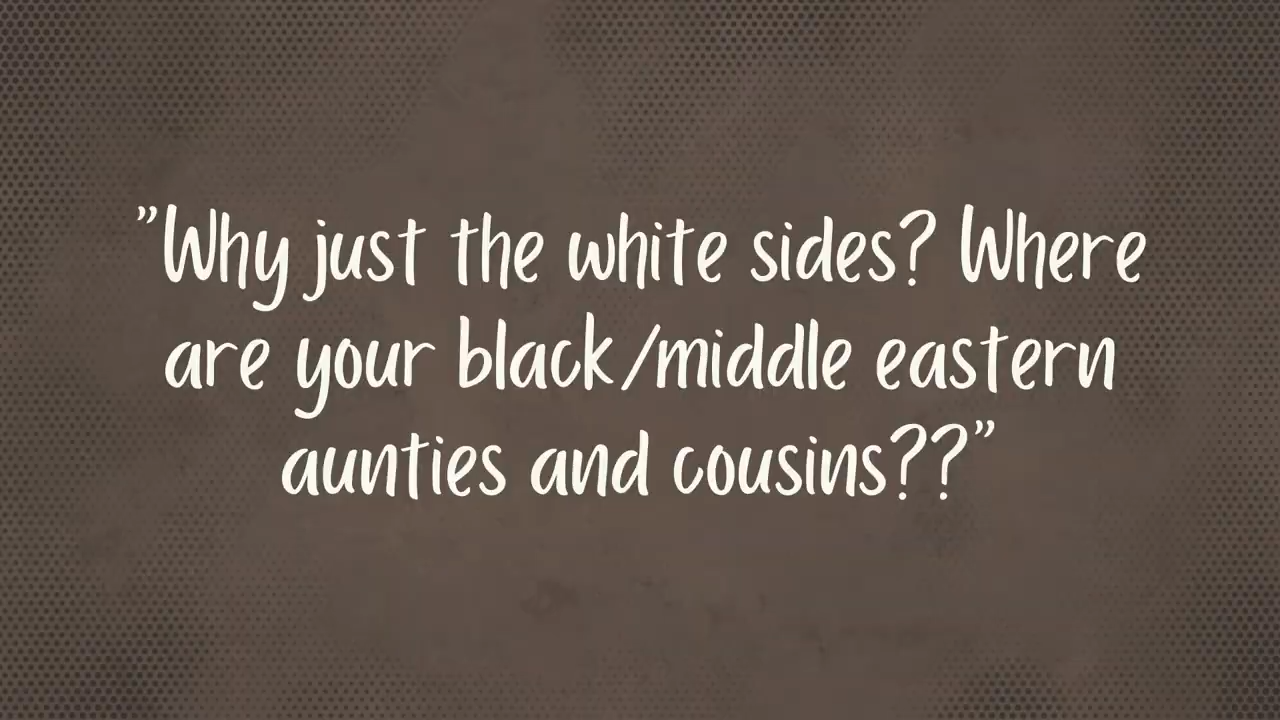 "Why just the white sides? Where
are your black/middle eastern
aunties and cousins??"